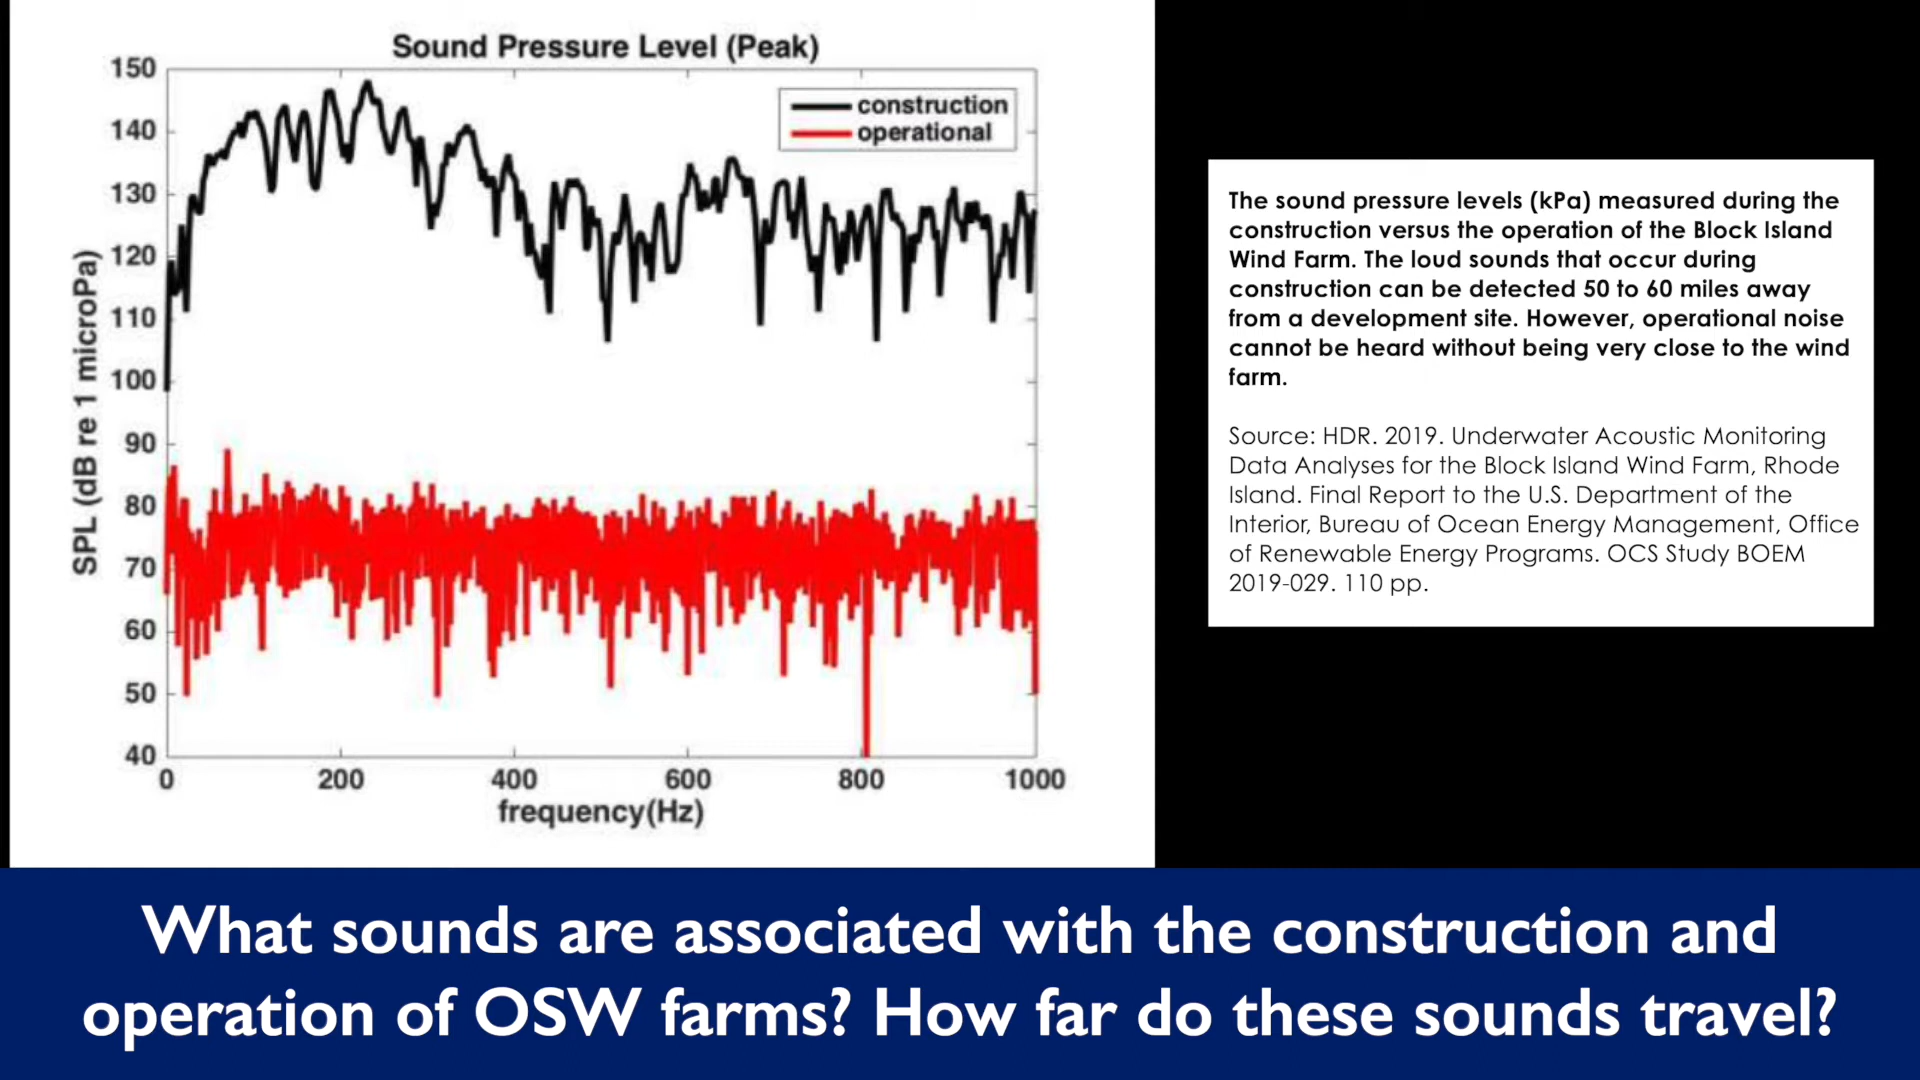 Sound Pressure Level (Peak)
150
140
130
120
110
100
90
80
70
60
50
40
SPL (dB re 1 microPa)
construction
operational
0
200
400
600
800
1000
frequency(Hz)
The sound pressure levels (kPa) measured during the
construction versus the operation of the Block Island
Wind Farm. The loud sounds that occur during
construction can be detected 50 to 60 miles away
from a development site. However, operational noise
cannot be heard without being very close to the wind
farm.
Source: HDR. 2019. Underwater Acoustic Monitoring
Data Analyses for the Block Island Wind Farm, Rhode
Island. Final Report to the U.S. Department of the
Interior, Bureau of Ocean Energy Management, Office
of Renewable Energy Programs. OCS Study BOEM
2019-029. 110 pp.
What sounds are associated with the construction and
operation of OSW farms? How far do these sounds travel?